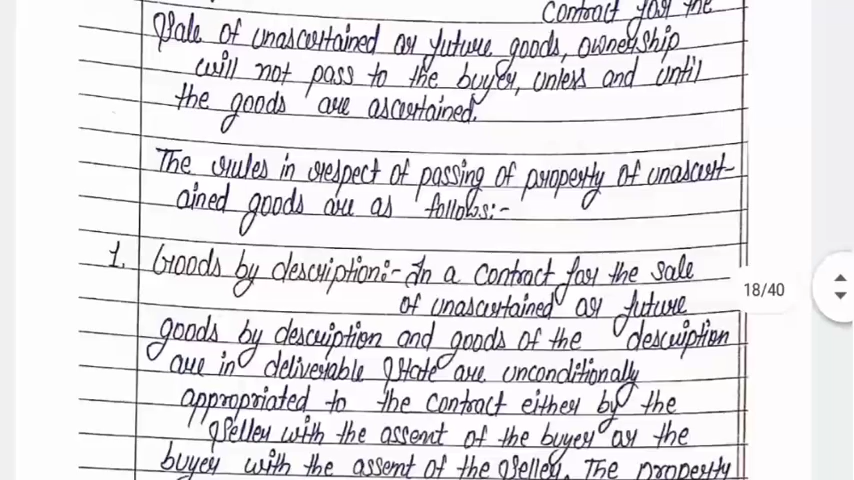 Contract for the
Sale of unascertained or future goods, ownership
will not pass to the buyer, unless and until
the goods are ascertained.
The rules in respect of passing of property of unascert-
ained goods are as follows:-
1. Goods by description:- In a contract for the sale
of unascertained or future
18/40
goods by description and goods of the description
are in deliverable State are unconditionally
appropriated to the contract either by the
Seller with the assent of the buyer or the
buyer with the assent of the Seller. The property